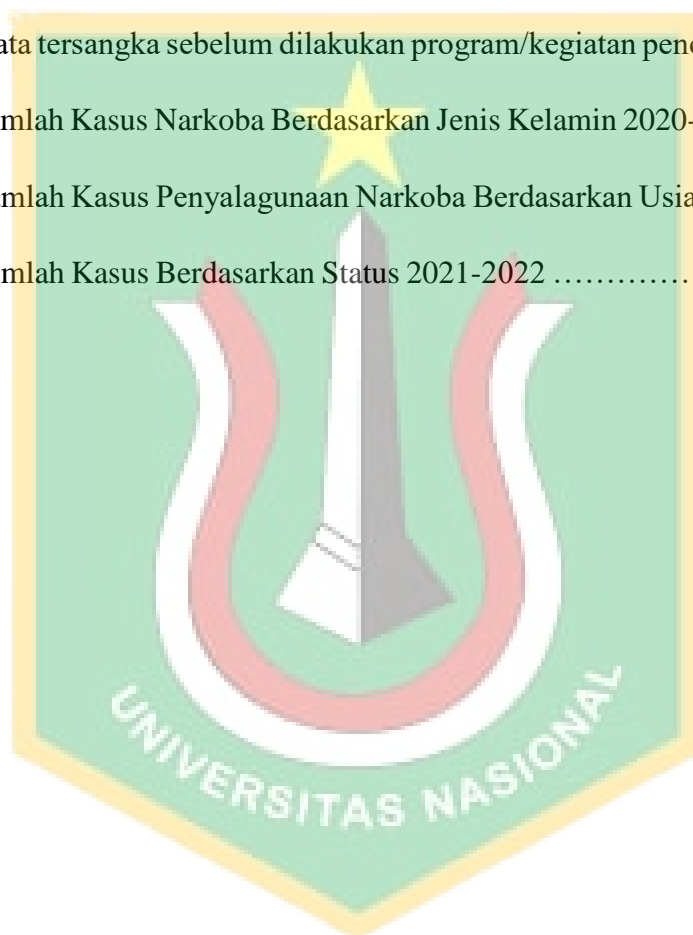 ata tersangka sebelum dilakukan program/kegiatan pen
mlah Kasus Narkoba Berdasarkan Jenis Kelamin 2020-
mlah Kasus Penyalagunaan Narkoba Berdasarkan Usia
mlah Kasus Berdasarkan Status 2021-2022 .............
UNIVERSITAS NASIONAL